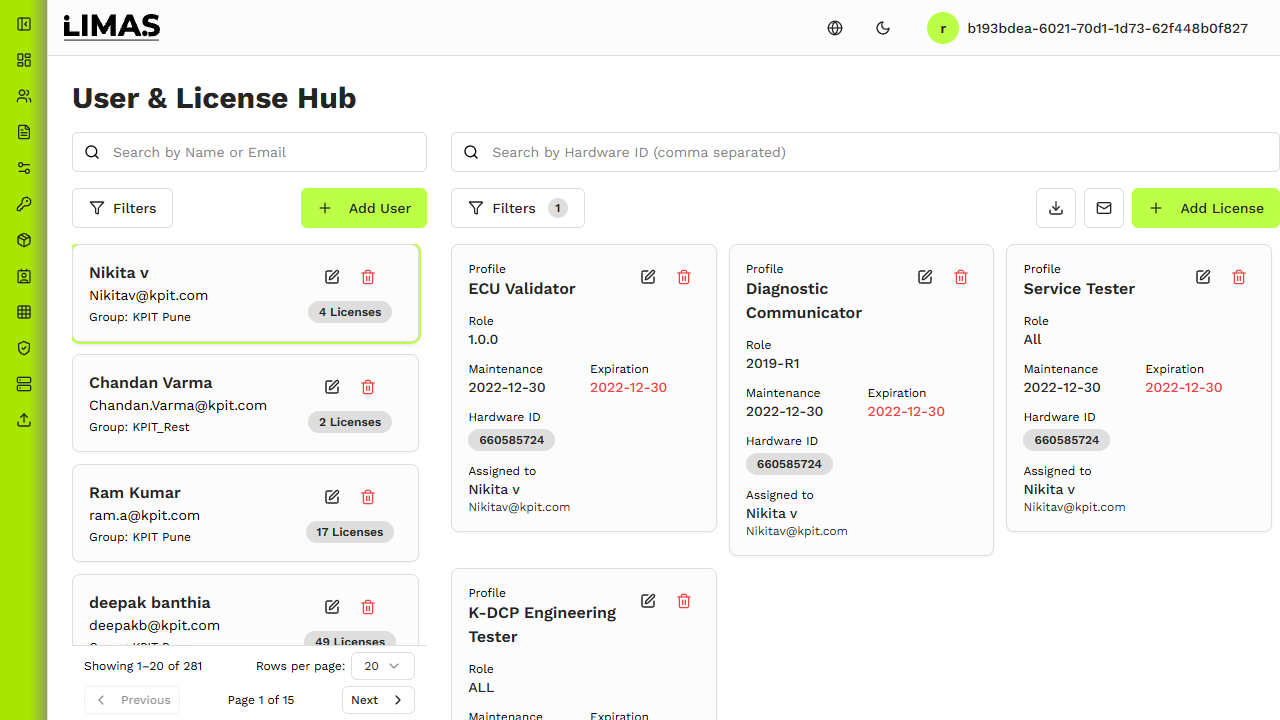 LIMAS
r b193bdea-6021-70d1-1d73-62f448b0f827
User & License Hub
Search by Name or Email
Filters
Add User
Nikita v
Nikitav@kpit.com
Group: KPIT Pune
4 Licenses
Chandan Varma
Chandan.Varma@kpit.com
Group: KPIT_Rest
2 Licenses
Ram Kumar
ram.a@kpit.com
Group: KPIT Pune
17 Licenses
deepak banthia
deepakb@kpit.com
49 Licenses
Showing 1–20 of 281
Rows per page: 20
Previous
Page 1 of 15
Next
Search by Hardware ID (comma separated)
Filters 1
Add License
Profile
ECU Validator
Role
1.0.0
Maintenance Expiration
2022-12-30 2022-12-30
Hardware ID
660585724
Assigned to
Nikita v
Nikitav@kpit.com
Profile
Diagnostic
Communicator
Role
2019-R1
Maintenance Expiration
2022-12-30 2022-12-30
Hardware ID
660585724
Assigned to
Nikita v
Nikitav@kpit.com
Profile
Service Tester
Role
All
Maintenance Expiration
2022-12-30 2022-12-30
Hardware ID
660585724
Assigned to
Nikita v
Nikitav@kpit.com
Profile
K-DCP Engineering
Tester
Role
ALL
Maintenance Expiration